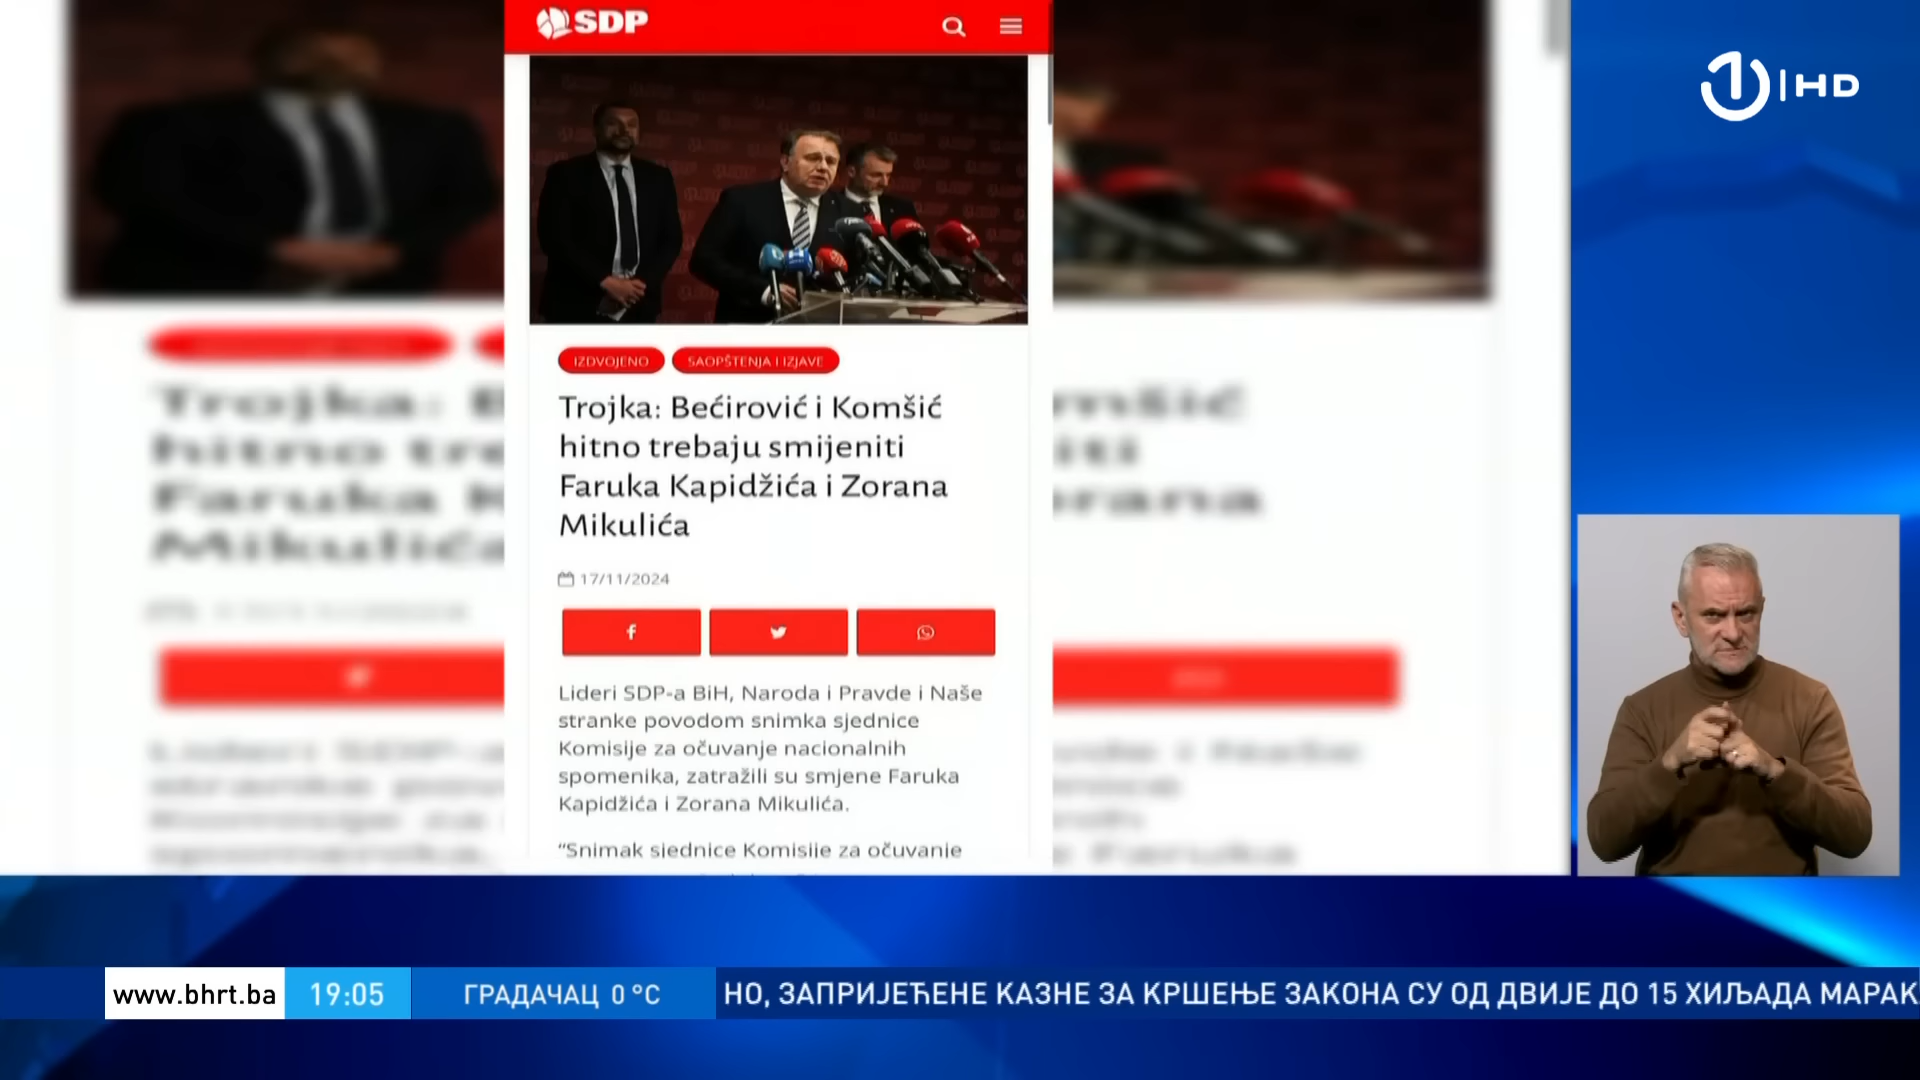 SDP
1|HD
IZDVOJENO
SAOPŠTENJA I IZJAVE
Trojka: Bećirović i Komšić
hitno trebaju smijeniti
Faruka Kapidžića i Zorana
Mikulića
17/11/2024
Lideri SDP-a BiH, Naroda i Pravde i Naše
stranke povodom snimka sjednice
Komisije za očuvanje nacionalnih
spomenika, zatražili su smjene Faruka
Kapidžića i Zorana Mikulića.
“Snimak sjednice Komisije za očuvanje
www.bhrt.ba
19:05
ГРАДАЧАЦ 0 °C
НО, ЗАПРИЈЕЋЕНЕ КАЗНЕ ЗА КРШЕЊЕ ЗАКОНА СУ ОД ДВИЈЕ ДО 15 ХИЉАДА МАРАК